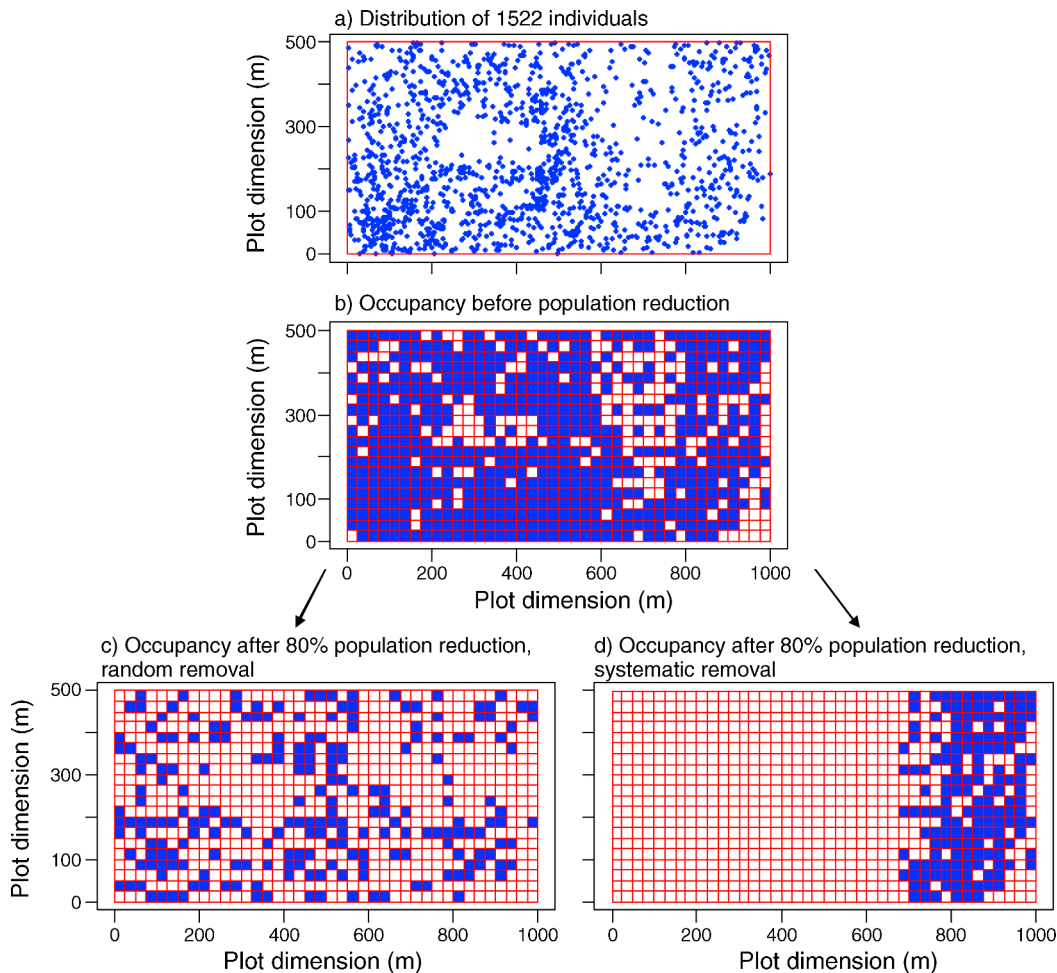 a) Distribution of 1522 individuals
500
300
100
0
Plot dimension (m)
b) Occupancy before population reduction
500
300
100
0
Plot dimension (m)
0 200 400 600 800 1000
Plot dimension (m)
c) Occupancy after 80% population reduction,
random removal
500
300
100
0
Plot dimension (m)
0 200 400 600 800 1000
Plot dimension (m)
d) Occupancy after 80% population reduction,
systematic removal
500
300
100
0
0 200 400 600 800 1000
Plot dimension (m)